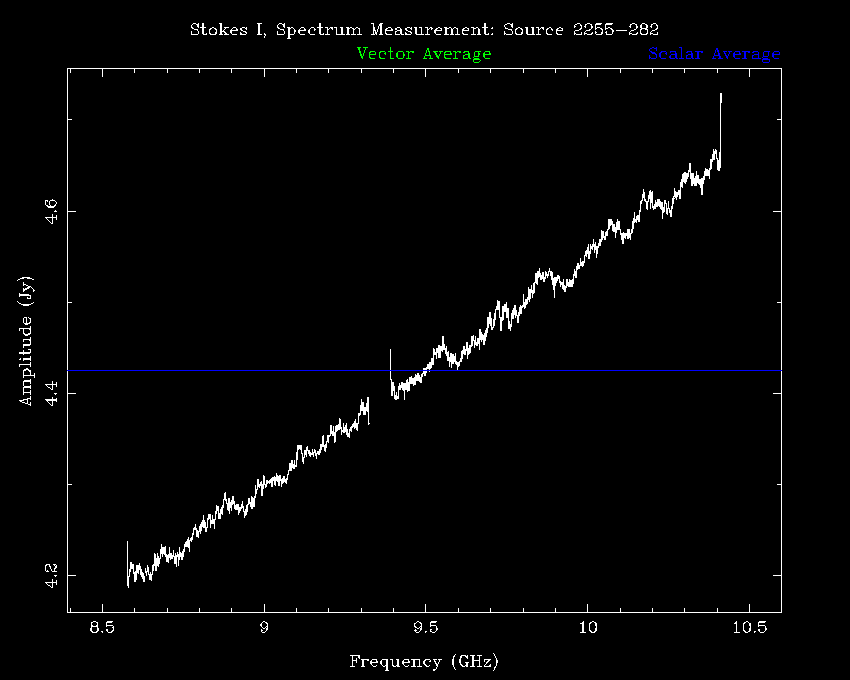 Stokes I, Spectrum Measurement: Source 2255−282
Vector Average Scalar Average
4.6
4.4
4.2
Amplitude (Jy)
8.5 9 9.5 10 10.5
Frequency (GHz)